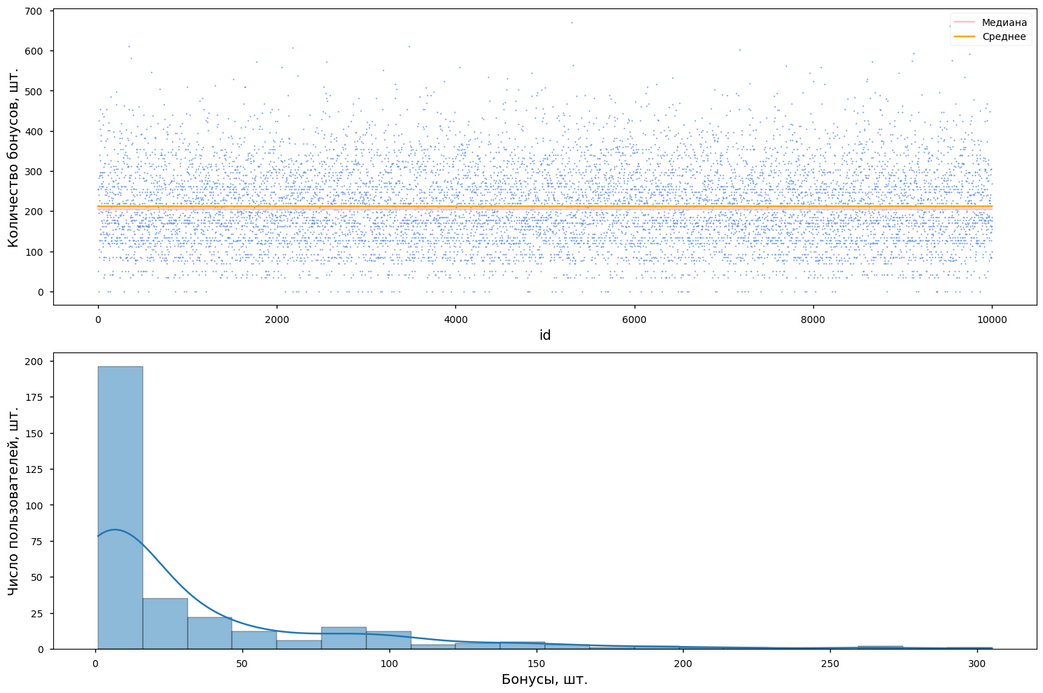 700
600
500
400
300
200
100
0
Количество бонусов, шт.
Медиана
Среднее
0 2000 4000 6000 8000 10000
id
200
175
150
125
100
75
50
25
0
Число пользователей, шт.
0 50 100 150 200 250 300
Бонусы, шт.